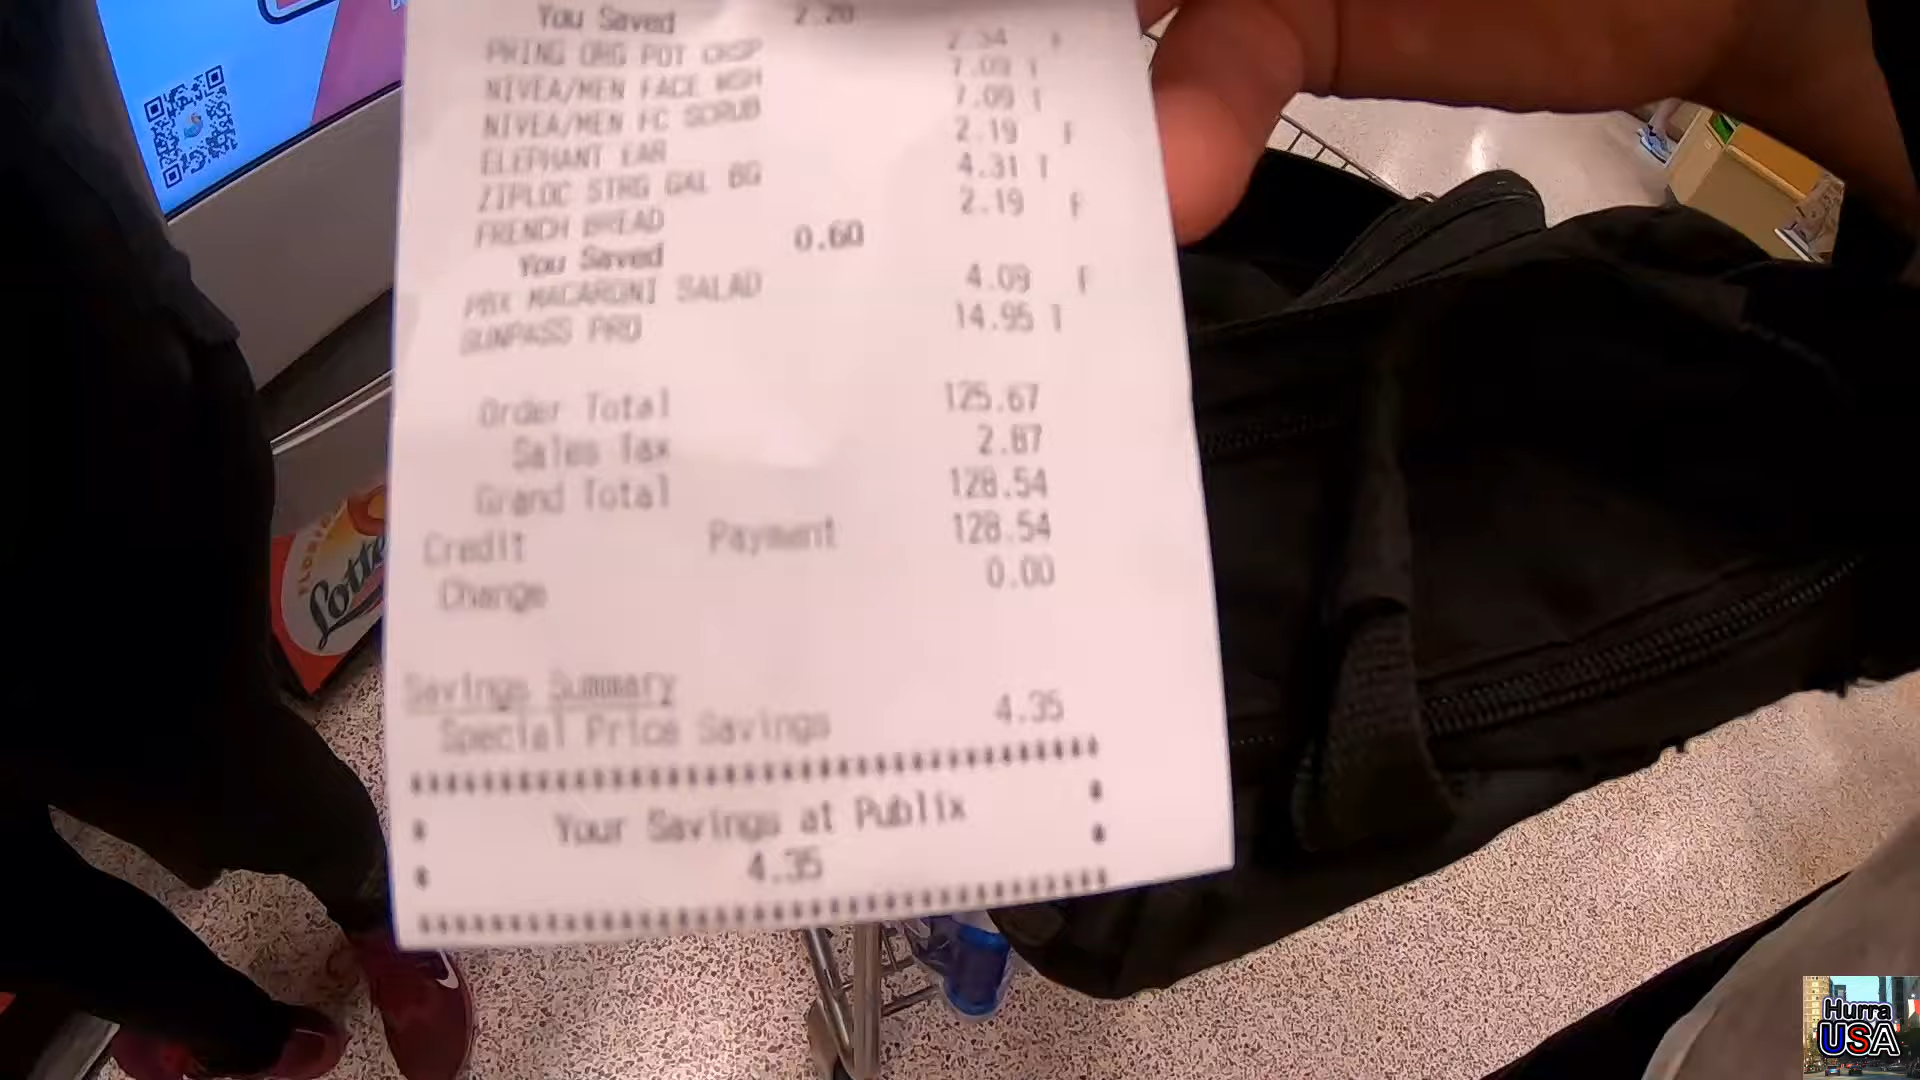 You Saved 2.20
PRING ORG POT CRSP 2.34 F
NIVEA/MEN FACE WSH 7.09 T
NIVEA/MEN FC SCRUB 7.09 T
ELEPHANT EAR 2.19 F
ZIPLOC STRG GAL BG 4.31 T
FRENCH BREAD 2.19 F
You Saved 0.60
PBX MACARONI SALAD 4.09 F
SUNPASS PRO 14.95 T
Order Total 125.67
Sales Tax 2.87
Grand Total 128.54
Credit Payment 128.54
Change 0.00
Savings Summary
Special Price Savings 4.35
Your Savings at Publix
4.35
FLORIDA
Lotte
Hurra
USA